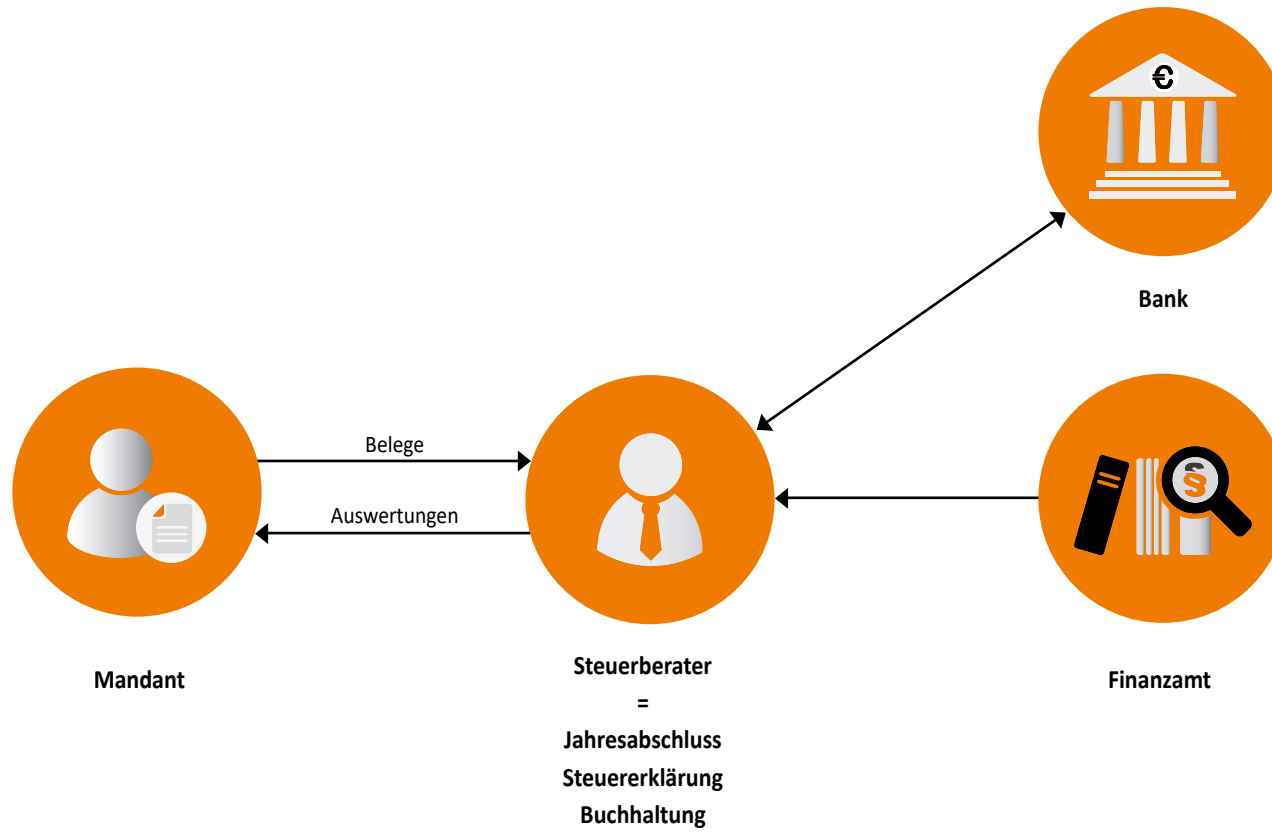 €
Bank
Belege
Auswertungen
§
Mandant
Steuerberater
=
Jahresabschluss
Steuererklärung
Buchhaltung
Finanzamt